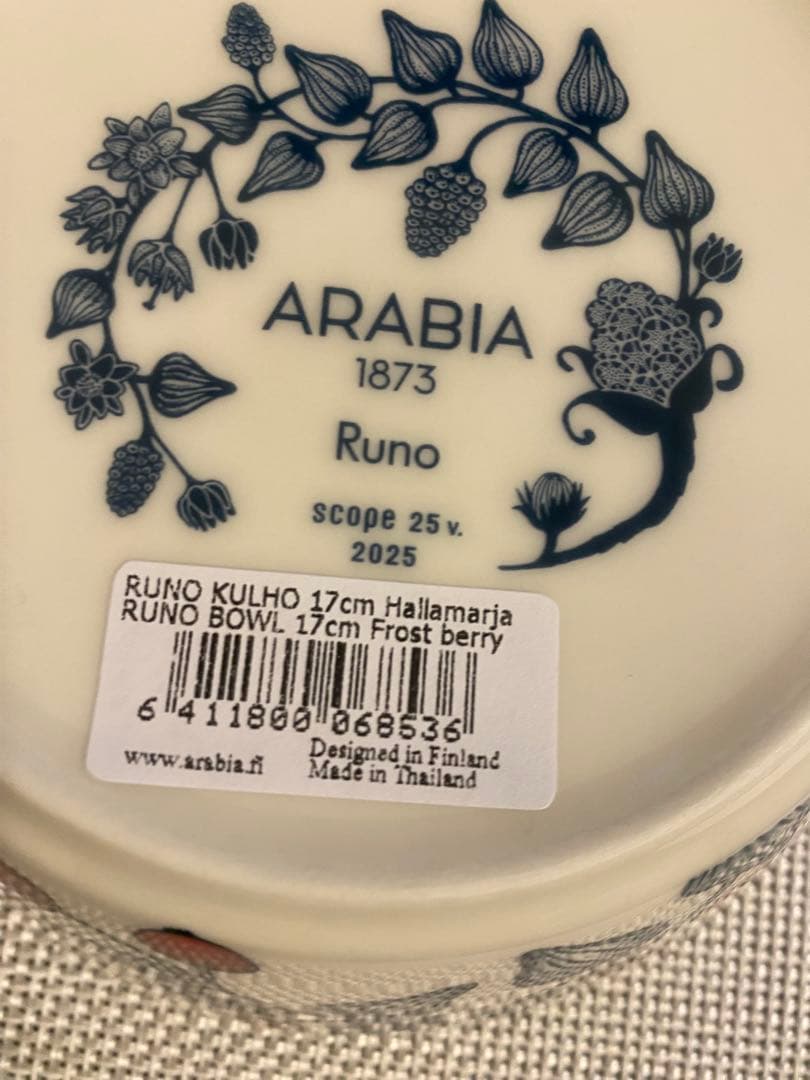 ARABIA
1873
Runo
scope 25 v.
2025
RUNO KULHO 17cm Hallamarja
RUNO BOWL 17cm Frost berry
6 411800 068536
www.arabia.fi
Designed in Finland
Made in Thailand